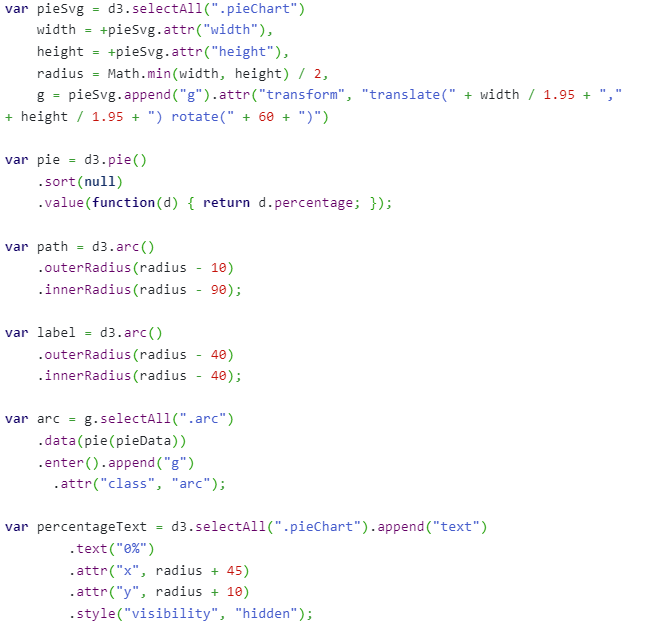 var pieSvg = d3.selectAll(".pieChart")
    width = +pieSvg.attr("width"),
    height = +pieSvg.attr("height"),
    radius = Math.min(width, height) / 2,
    g = pieSvg.append("g").attr("transform", "translate(" + width / 1.95 + ","
+ height / 1.95 + ") rotate(" + 60 + ")")

var pie = d3.pie()
    .sort(null)
    .value(function(d) { return d.percentage; });

var path = d3.arc()
    .outerRadius(radius - 10)
    .innerRadius(radius - 90);

var label = d3.arc()
    .outerRadius(radius - 40)
    .innerRadius(radius - 40);

var arc = g.selectAll(".arc")
    .data(pie(pieData))
    .enter().append("g")
      .attr("class", "arc");

var percentageText = d3.selectAll(".pieChart").append("text")
        .text("0%")
        .attr("x", radius + 45)
        .attr("y", radius + 10)
        .style("visibility", "hidden");